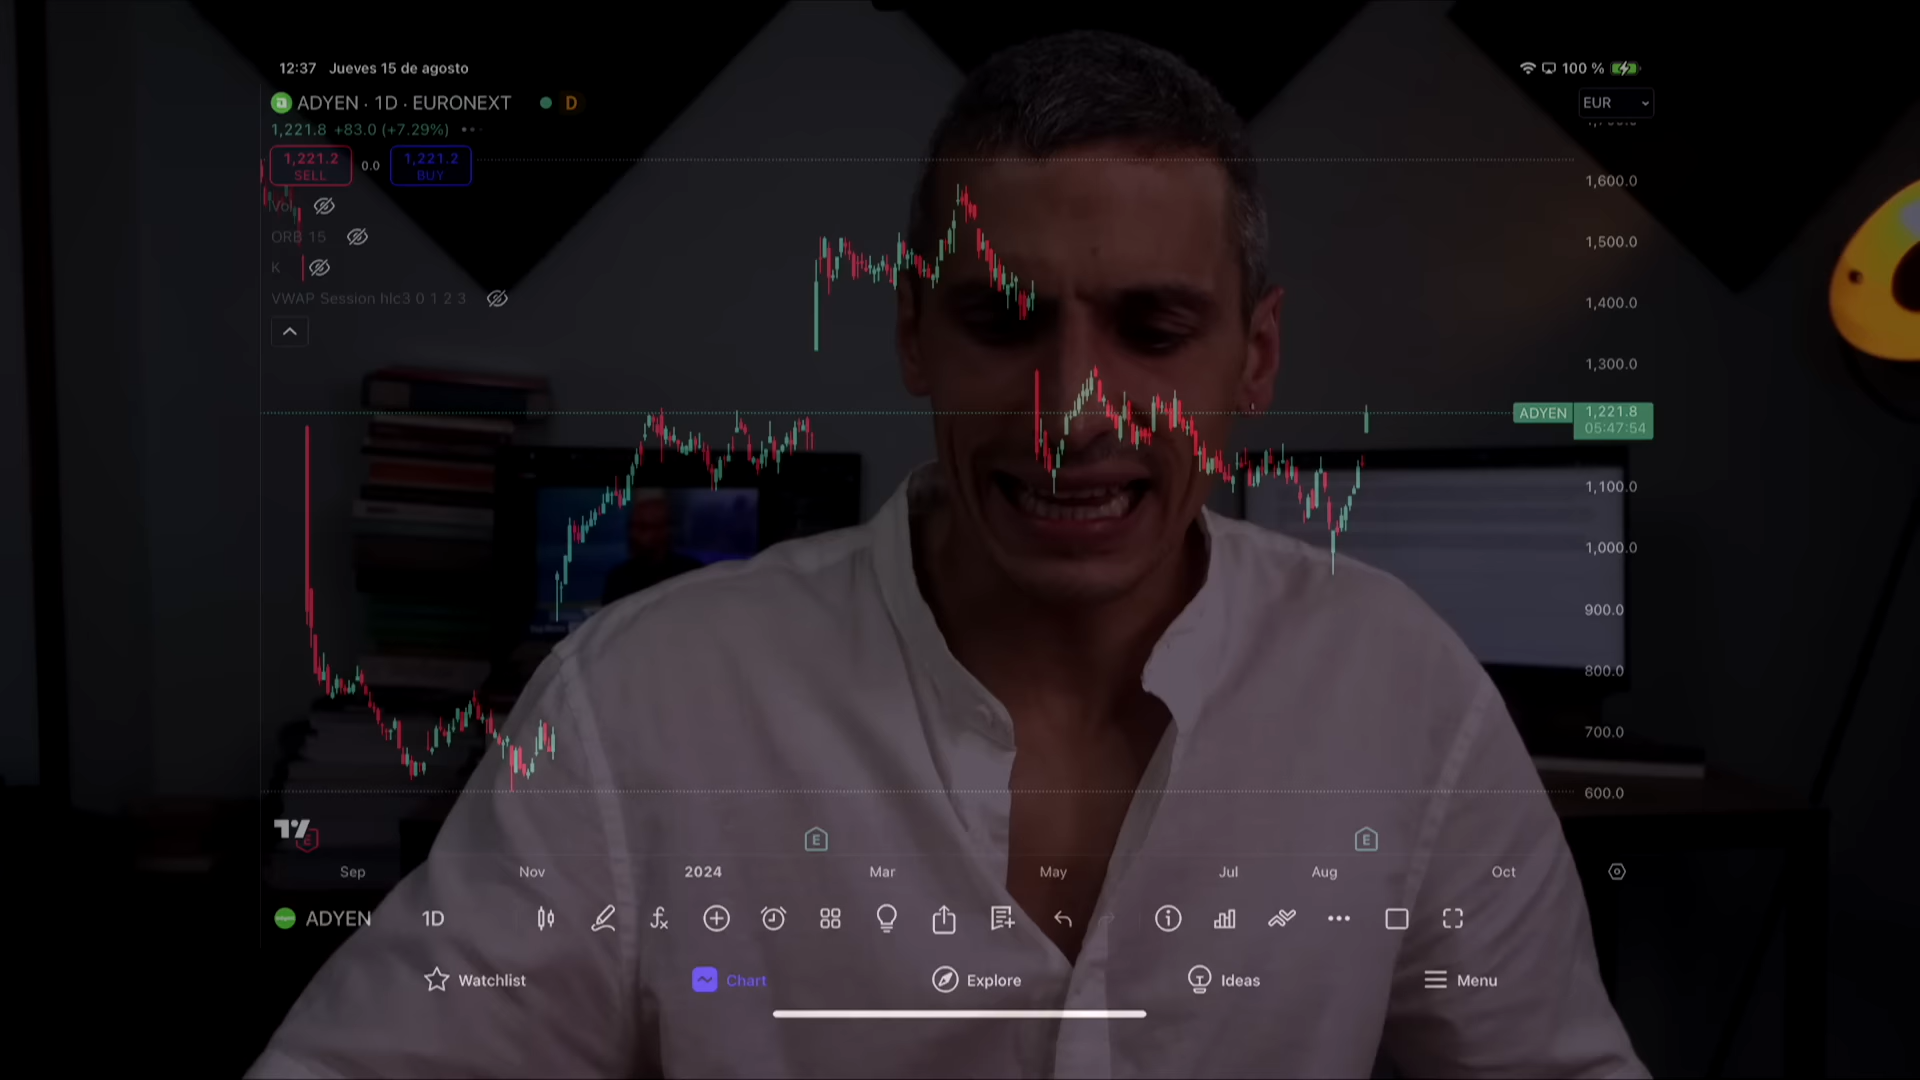 12:37 Jueves 15 de agosto
100 %
ADYEN · 1D · EURONEXT D
EUR
1,221.8 +83.0 (+7.29%)
1,221.2 SELL
0.0
1,221.2 BUY
Vol
ORB 15
K
VWAP Session hlc3 0 1 2 3
1,600.0
1,500.0
1,400.0
1,300.0
ADYEN 1,221.8
05:47:54
1,100.0
1,000.0
900.0
800.0
700.0
600.0
E
E
E
Sep Nov 2024 Mar May Jul Aug Oct
ADYEN 1D
Watchlist Chart Explore Ideas Menu